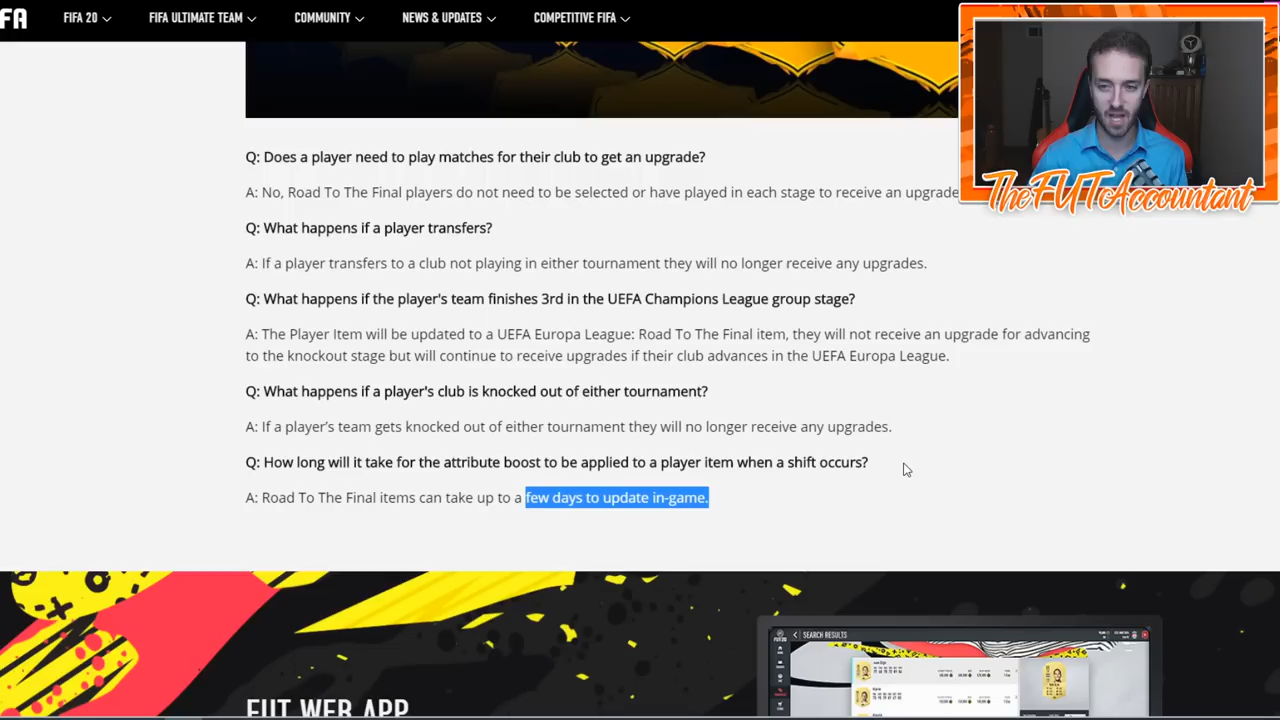 FA
FIFA 20
FIFA ULTIMATE TEAM
COMMUNITY
NEWS & UPDATES
COMPETITIVE FIFA
TheFUTAccountant
Q: Does a player need to play matches for their club to get an upgrade?
A: No, Road To The Final players do not need to be selected or have played in each stage to receive an upgrade
Q: What happens if a player transfers?
A: If a player transfers to a club not playing in either tournament they will no longer receive any upgrades.
Q: What happens if the player's team finishes 3rd in the UEFA Champions League group stage?
A: The Player Item will be updated to a UEFA Europa League: Road To The Final item, they will not receive an upgrade for advancing
to the knockout stage but will continue to receive upgrades if their club advances in the UEFA Europa League.
Q: What happens if a player's club is knocked out of either tournament?
A: If a player's team gets knocked out of either tournament they will no longer receive any upgrades.
Q: How long will it take for the attribute boost to be applied to a player item when a shift occurs?
A: Road To The Final items can take up to a few days to update in-game.
SEARCH RESULTS
FUT WEB APP